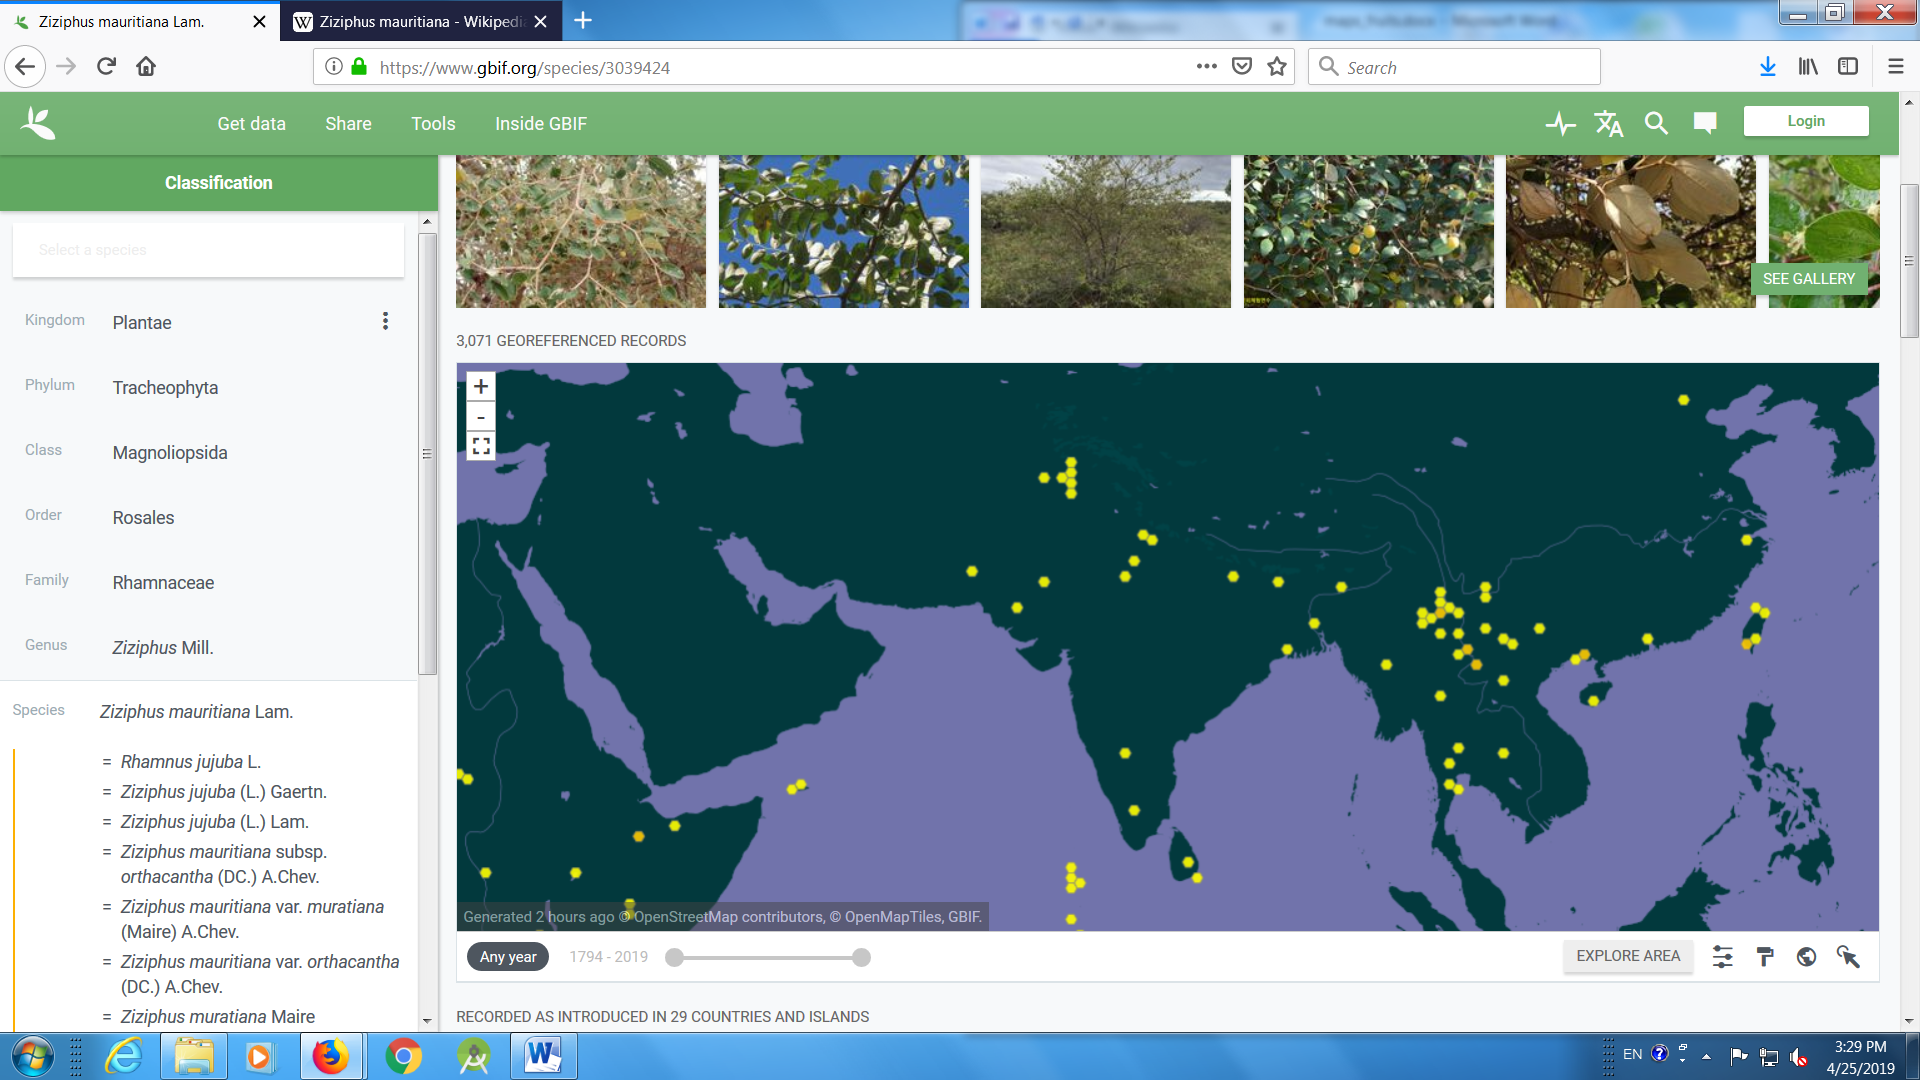 Ziziphus mauritiana Lam.
Ziziphus mauritiana - Wikipedi
https://www.gbif.org/species/3039424
Search
Get data
Share
Tools
Inside GBIF
Login
Classification
Select a species
Kingdom Plantae
Phylum Tracheophyta
Class Magnoliopsida
Order Rosales
Family Rhamnaceae
Genus Ziziphus Mill.
Species Ziziphus mauritiana Lam.
= Rhamnus jujuba L.
= Ziziphus jujuba (L.) Gaertn.
= Ziziphus jujuba (L.) Lam.
= Ziziphus mauritiana subsp.
orthacantha (DC.) A.Chev.
= Ziziphus mauritiana var. muratiana
(Maire) A.Chev.
= Ziziphus mauritiana var. orthacantha
(DC.) A.Chev.
= Ziziphus muratiana Maire
SEE GALLERY
3,071 GEOREFERENCED RECORDS
+
-
Generated 2 hours ago © OpenStreetMap contributors, © OpenMapTiles, GBIF.
Any year
1794 - 2019
EXPLORE AREA
RECORDED AS INTRODUCED IN 29 COUNTRIES AND ISLANDS
EN
3:29 PM
4/25/2019